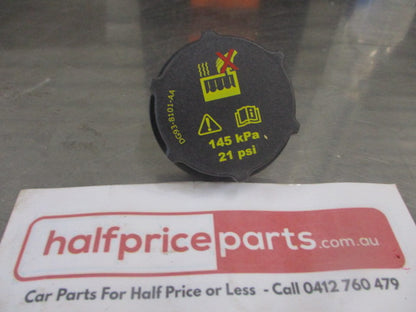 DG93-8101-AA
145 kPa
21 psi
halfpriceparts.com.au
Car Parts For Half Price or Less - Call 0412 760 479